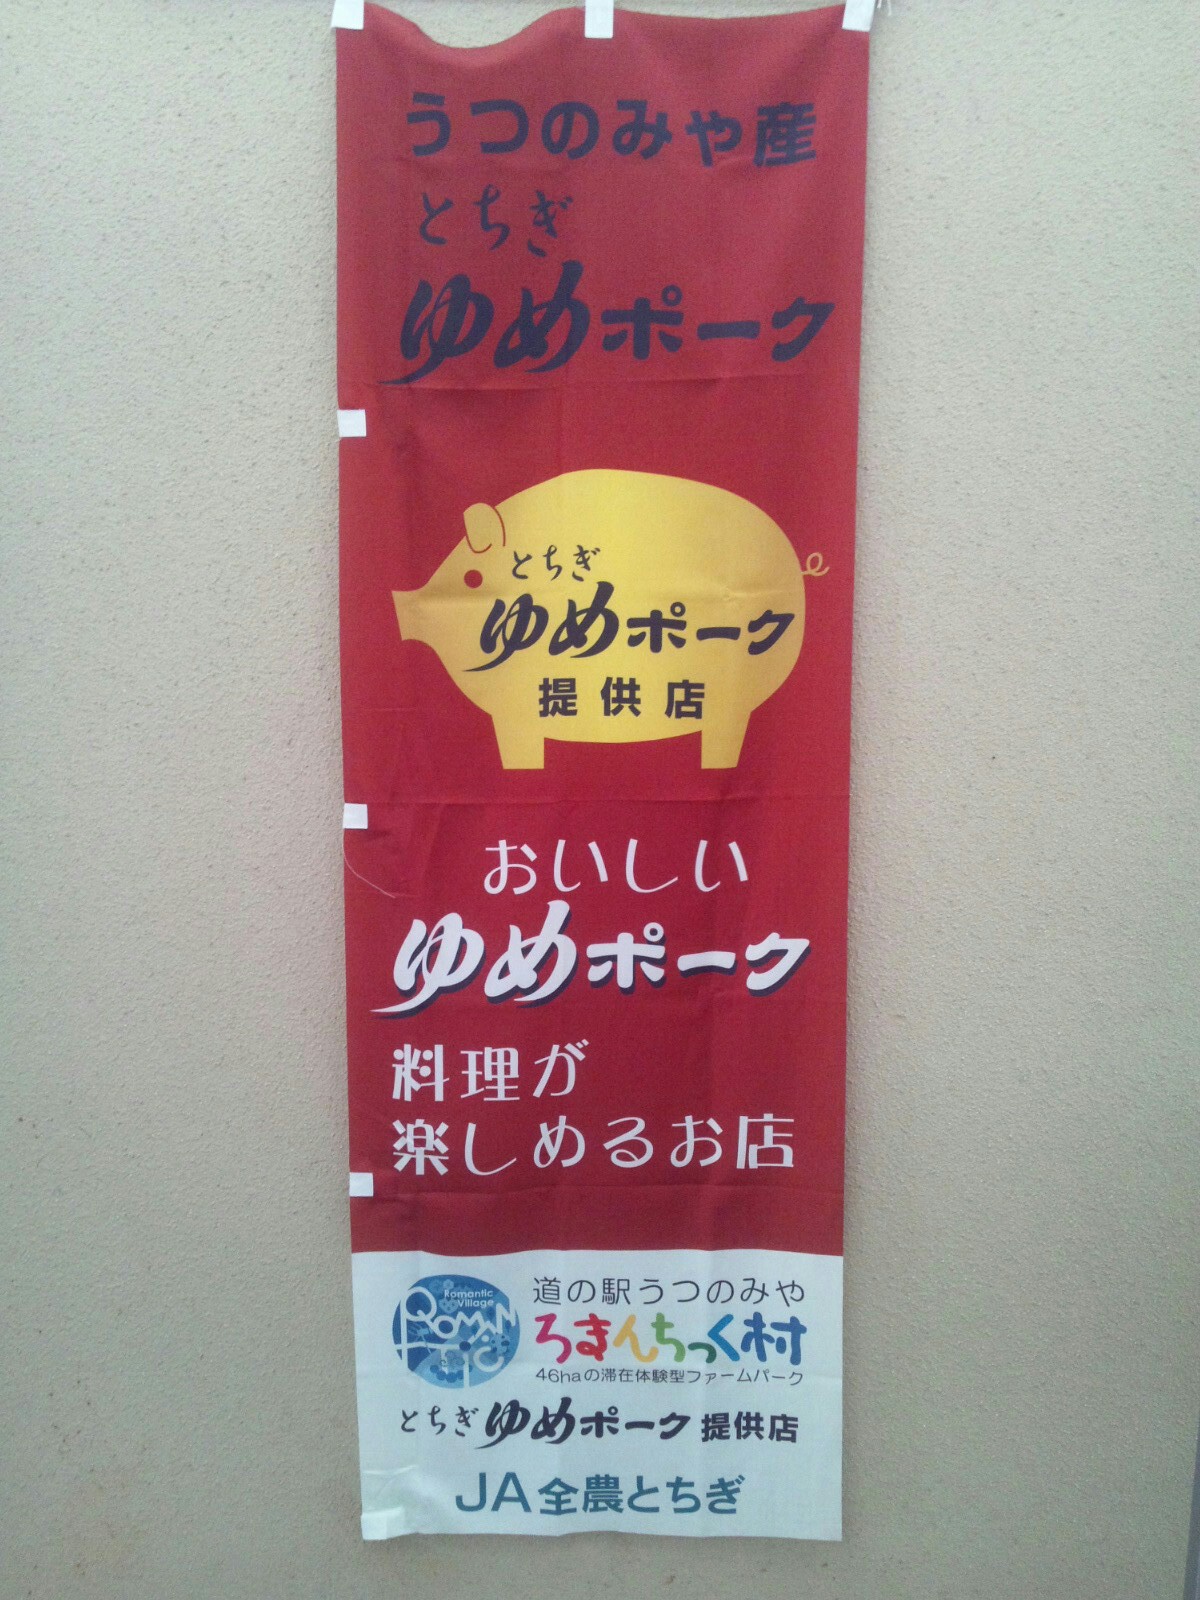 うつのみや産
とちぎ
ゆめポーク
とちぎ
ゆめポーク
提供店
おいしい
ゆめポーク
料理が
楽しめるお店
Romantic
Village
ROMANTIC
道の駅うつのみや
ろまんちっく村
46haの滞在体験型ファームパーク
とちぎゆめポーク 提供店
JA全農とちぎ